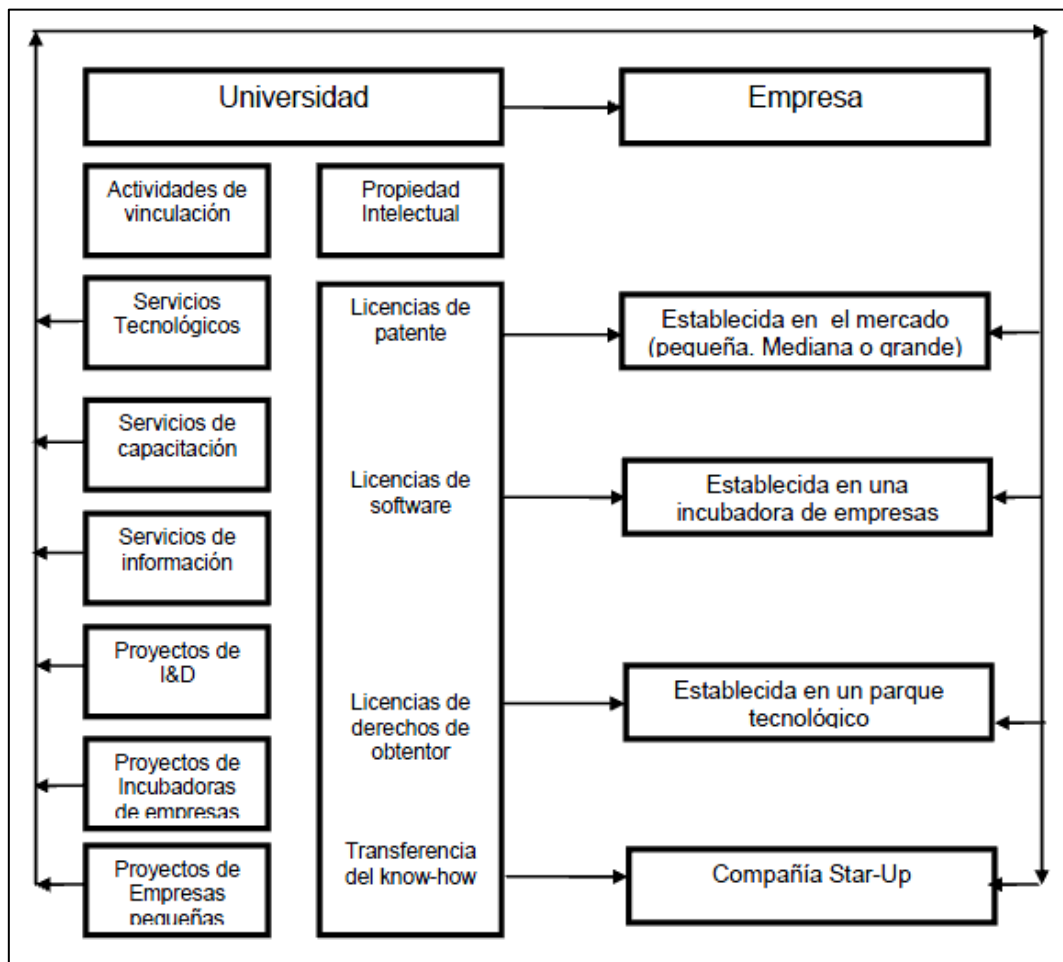 Universidad
Empresa
Actividades de
vinculación
Propiedad
Intelectual
Servicios
Tecnológicos
Servicios de
capacitación
Servicios de
información
Proyectos de
I&D
Proyectos de
Incubadoras
de empresas
Proyectos de
Empresas
pequeñas
Licencias de
patente
Licencias de
software
Licencias de
derechos de
obtentor
Transferencia
del know-how
Establecida en el mercado
(pequeña. Mediana o grande)
Establecida en una
incubadora de empresas
Establecida en un parque
tecnológico
Compañía Star-Up